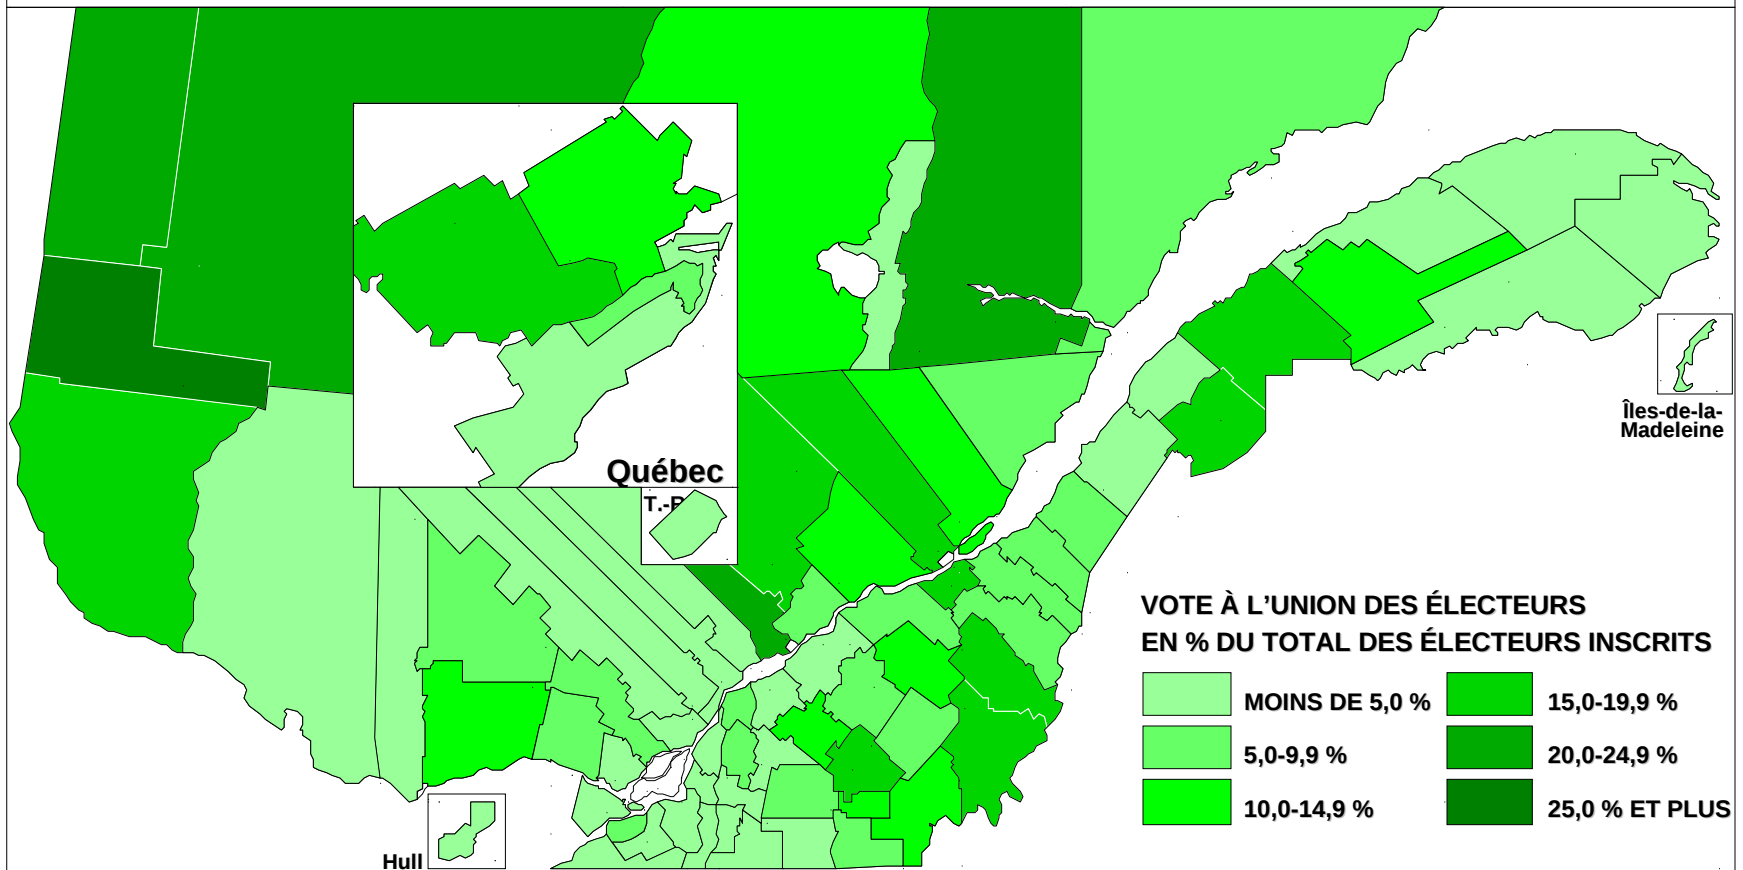 Québec
T.-R
Îles-de-la-
Madeleine
VOTE À L’UNION DES ÉLECTEURS
EN % DU TOTAL DES ÉLECTEURS INSCRITS
MOINS DE 5,0 %
15,0-19,9 %
5,0-9,9 %
20,0-24,9 %
10,0-14,9 %
25,0 % ET PLUS
Hull